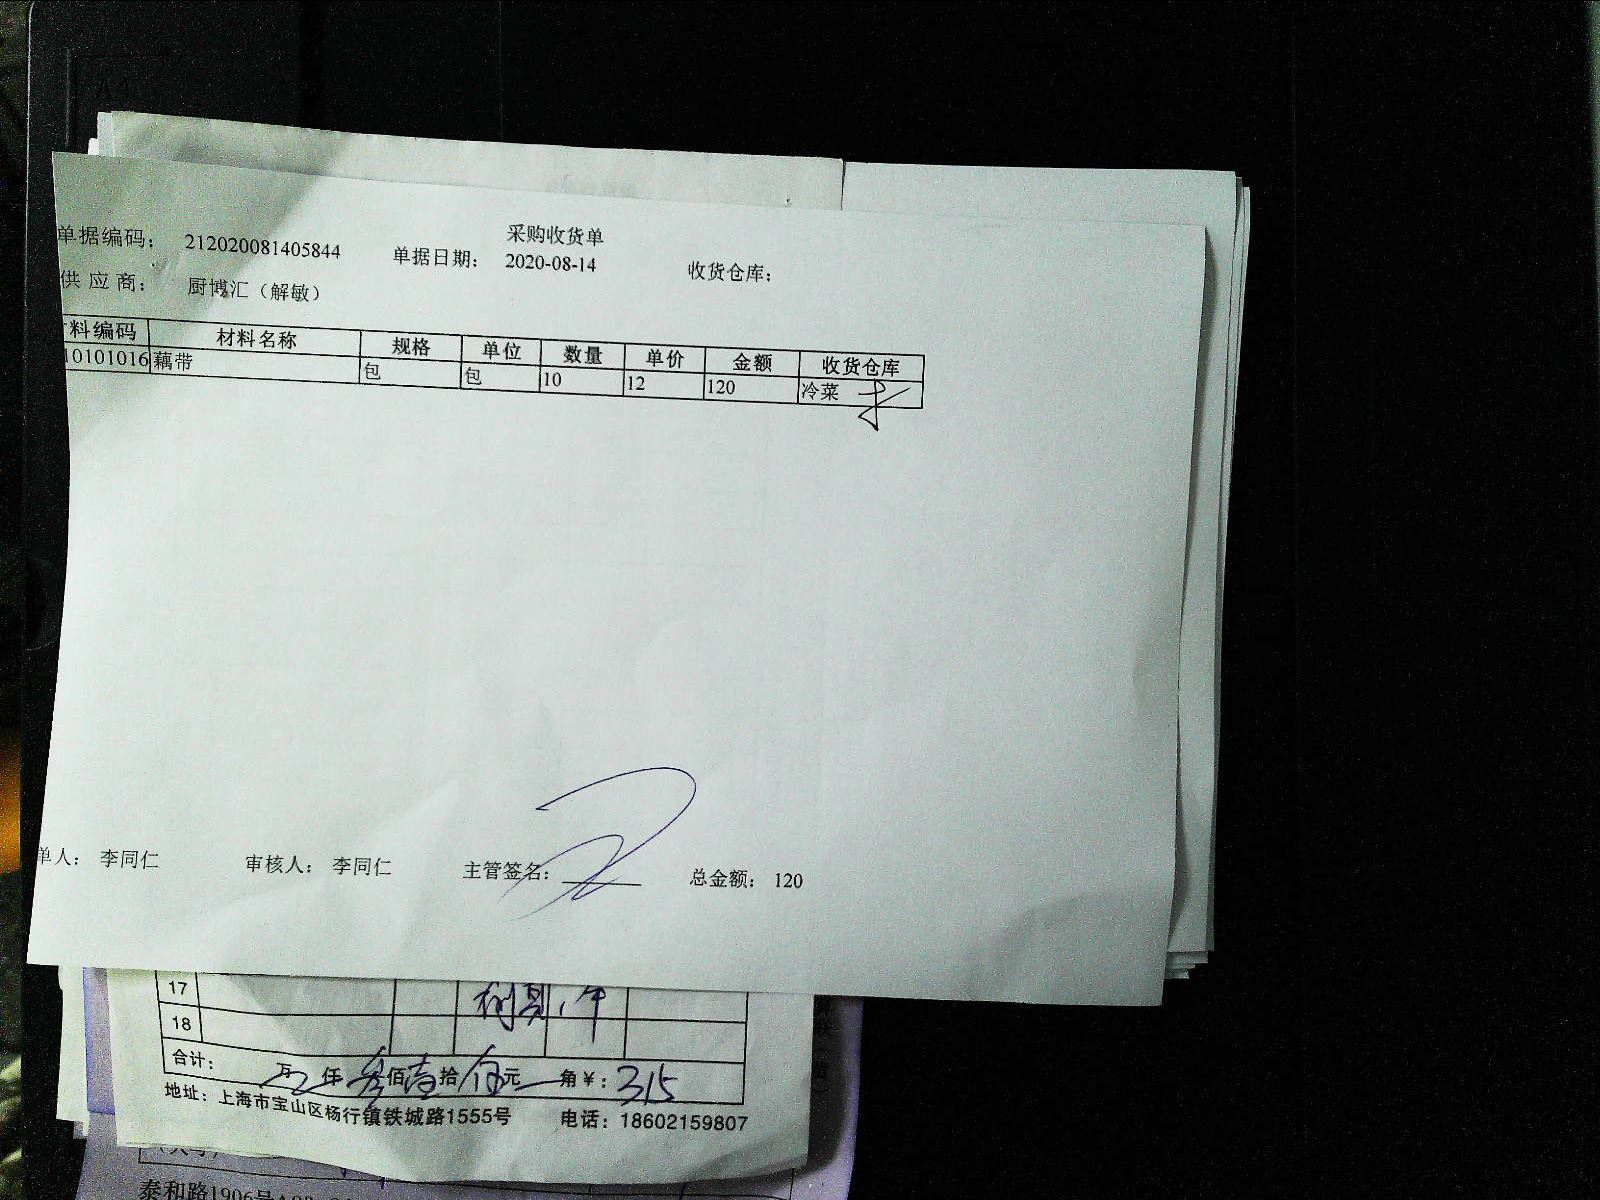 采购收货单
单据编码： 212020081405844 单据日期： 2020-08-14 收货仓库：
供 应 商： 厨博汇（解敏）
料编码 材料名称 规格 单位 数量 单价 金额 收货仓库
10101016 藕带 包 包 10 12 120 冷菜
单人： 李同仁 审核人： 李同仁 主管签名： 总金额： 120
17
18
合计： 万 仟 叁佰 壹拾 伍元 角￥：315
地址：上海市宝山区杨行镇铁城路1555号 电话：18602159807
泰和路1906号